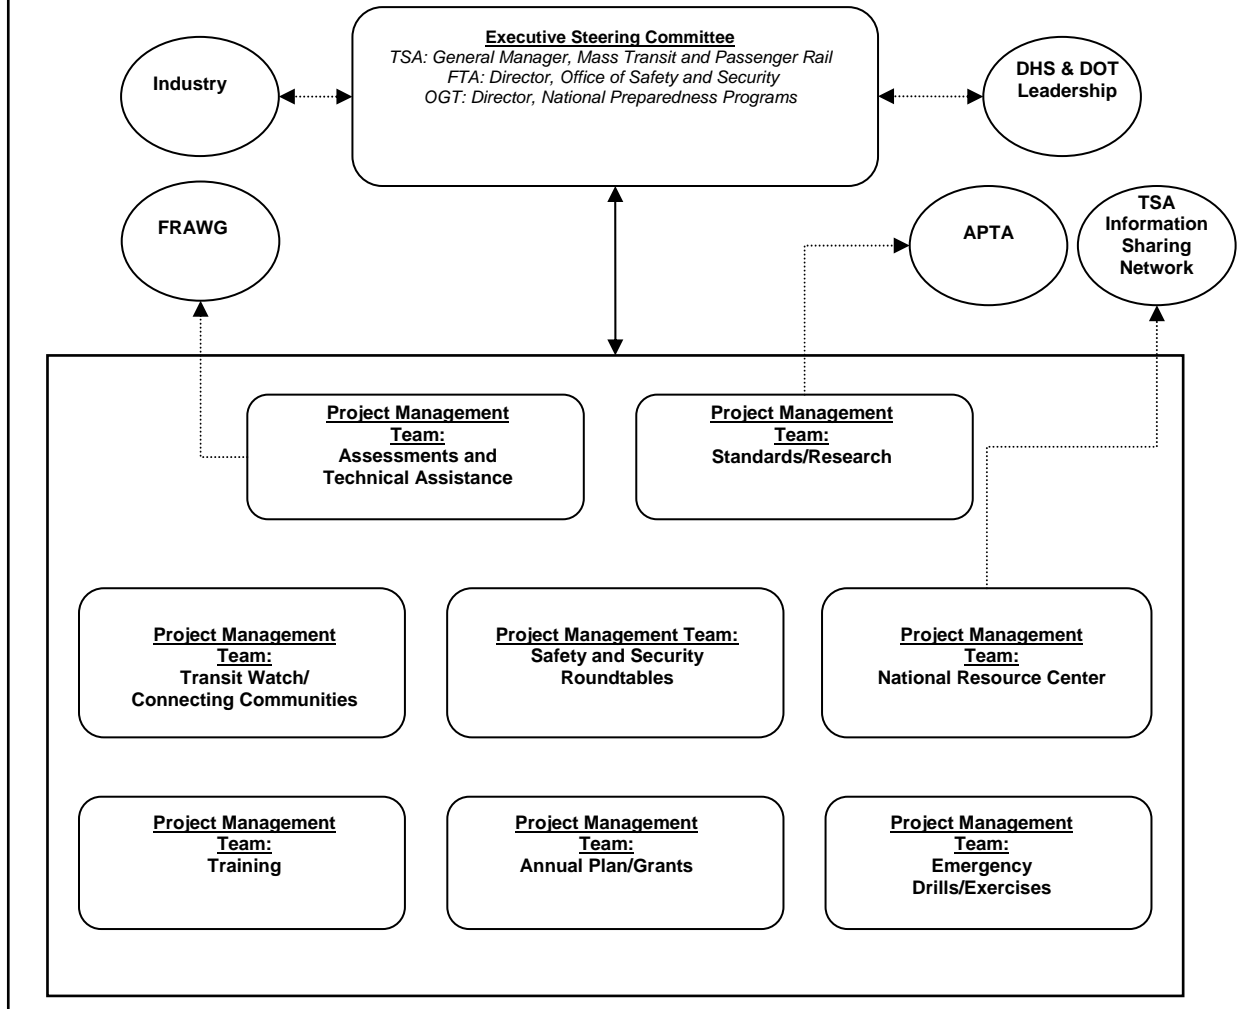 Executive Steering Committee
TSA: General Manager, Mass Transit and Passenger Rail
FTA: Director, Office of Safety and Security
OGT: Director, National Preparedness Programs
Industry
DHS & DOT
Leadership
FRAWG
APTA
TSA
Information
Sharing
Network
Project Management
Team:
Assessments and
Technical Assistance
Project Management
Team:
Standards/Research
Project Management
Team:
Transit Watch/
Connecting Communities
Project Management Team:
Safety and Security
Roundtables
Project Management
Team:
National Resource Center
Project Management
Team:
Training
Project Management
Team:
Annual Plan/Grants
Project Management
Team:
Emergency
Drills/Exercises